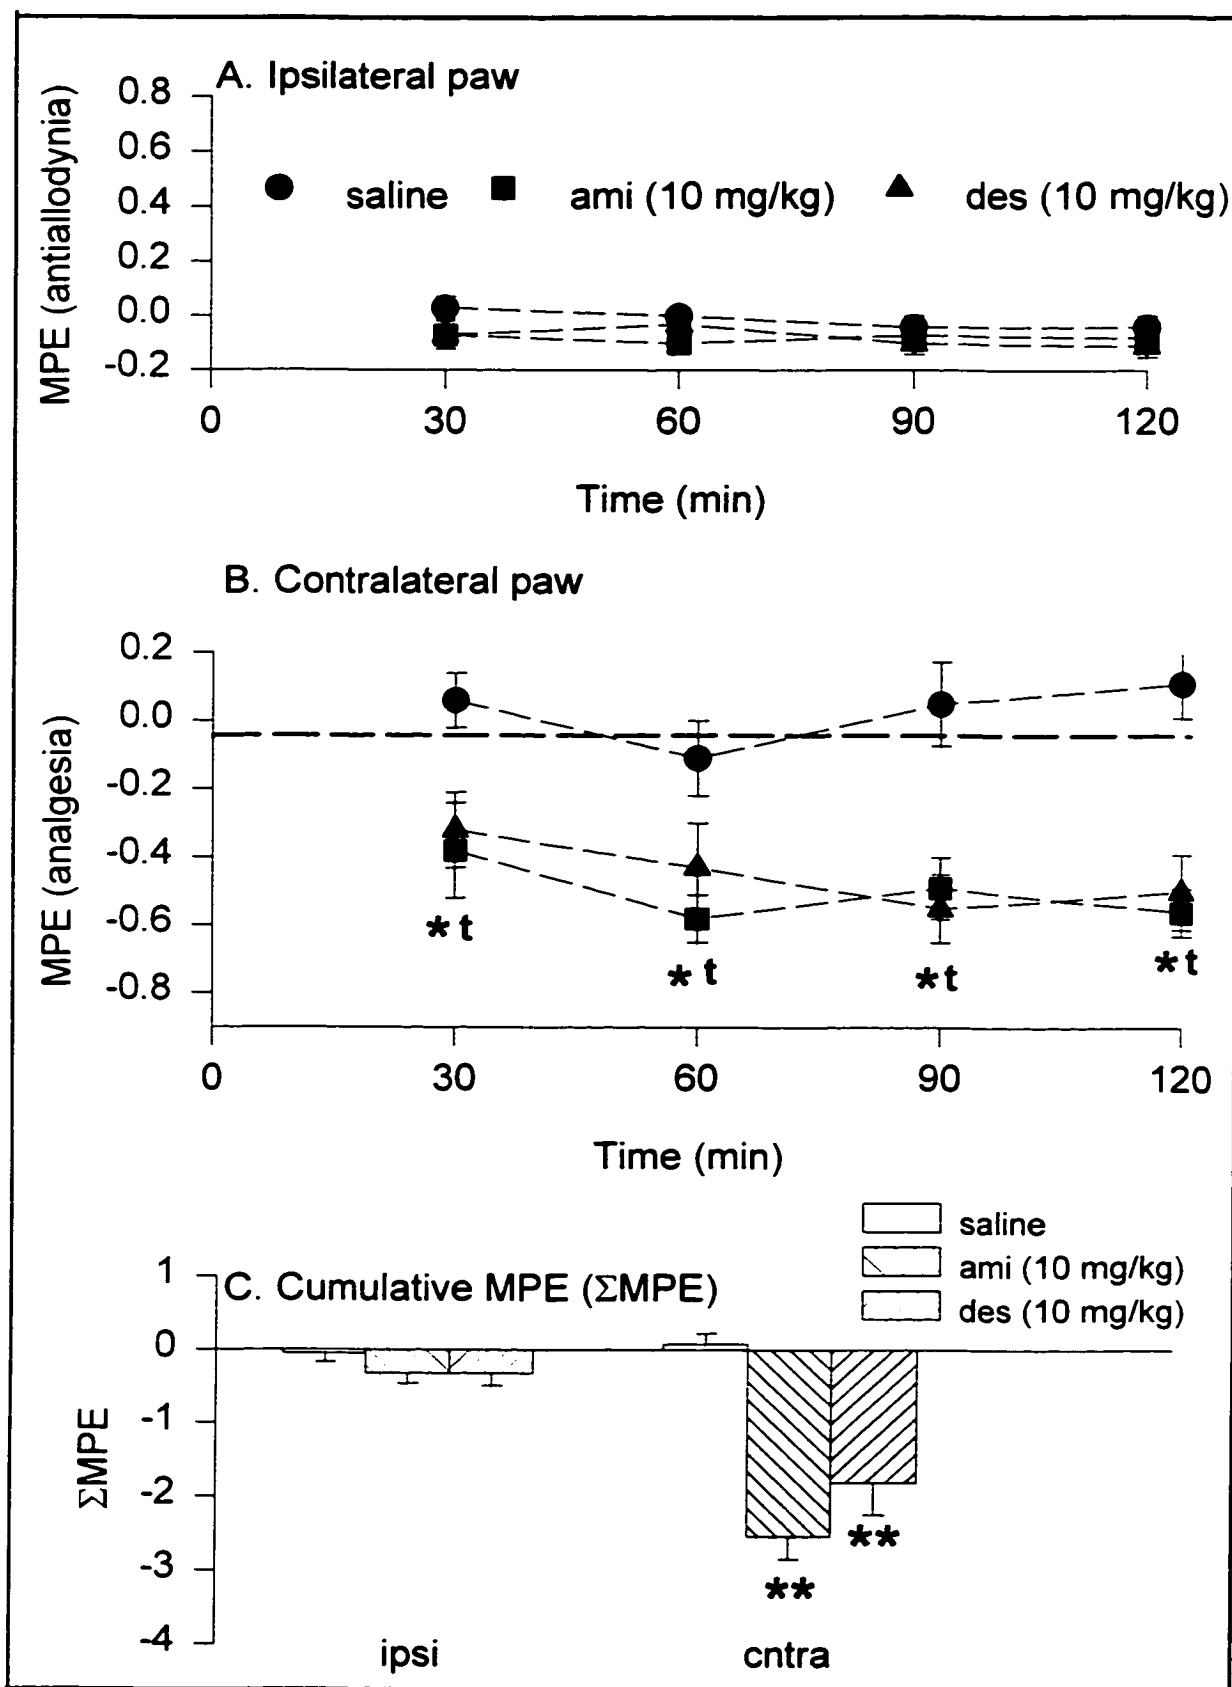 A. Ipsilateral paw
MPE (antiallodynia)
0.8
0.6
0.4
0.2
0.0
-0.2
saline ami (10 mg/kg) des (10 mg/kg)
0 30 60 90 120
Time (min)
B. Contralateral paw
MPE (analgesia)
0.2
0.0
-0.2
-0.4
-0.6
-0.8
* t
* t
* t
* t
0 30 60 90 120
Time (min)
saline
ami (10 mg/kg)
des (10 mg/kg)
C. Cumulative MPE (ΣMPE)
ΣMPE
1
0
-1
-2
-3
-4
**
**
ipsi cntra